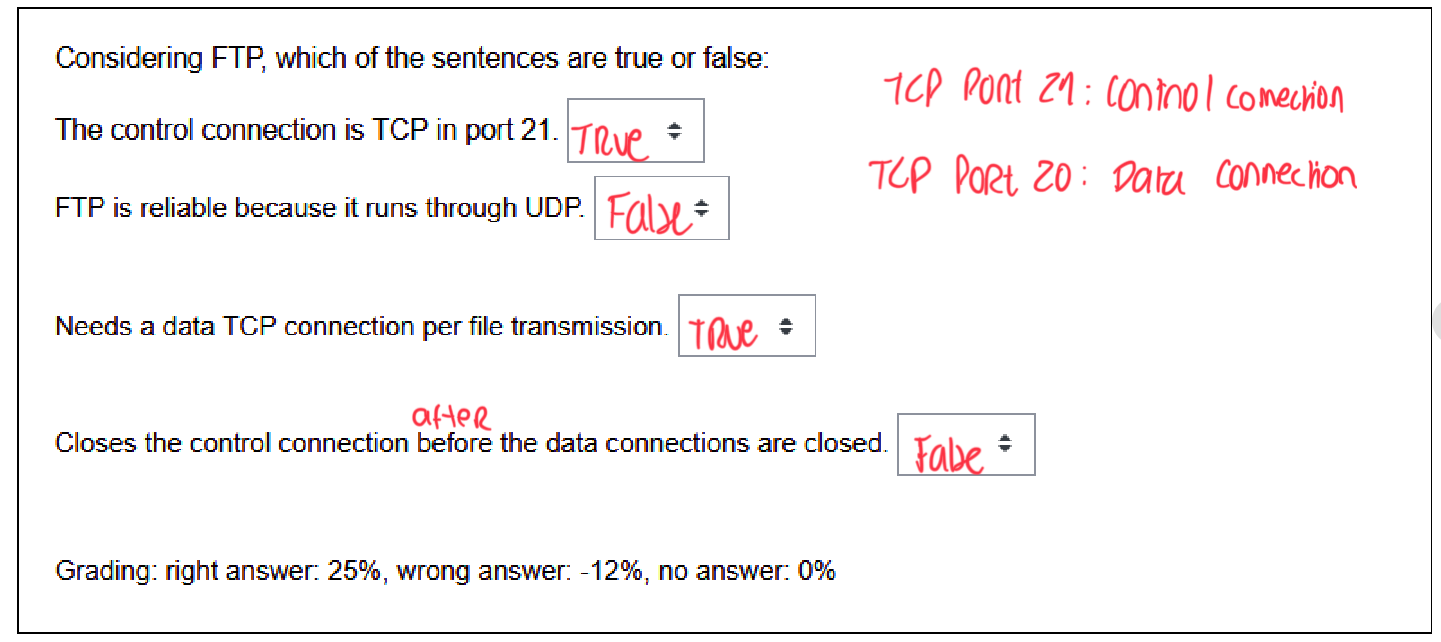 Considering FTP, which of the sentences are true or false:
TCP Port 21: Control connection
The control connection is TCP in port 21. TRUE
TCP Port 20: Data connection
FTP is reliable because it runs through UDP. False
Needs a data TCP connection per file transmission. TRUE
after
Closes the control connection before the data connections are closed. False
Grading: right answer: 25%, wrong answer: -12%, no answer: 0%